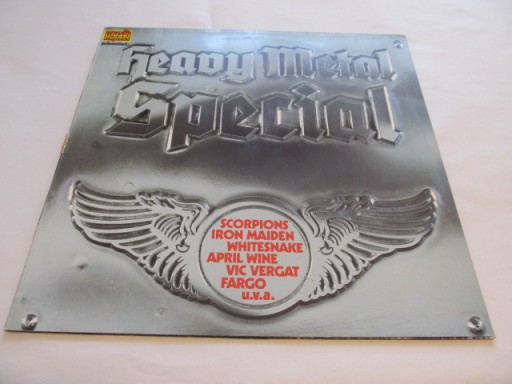 Heavy Metal
Special
SCORPIONS
IRON MAIDEN
WHITESNAKE
APRIL WINE
VIC VERGAT
FARGO
u.v.a.